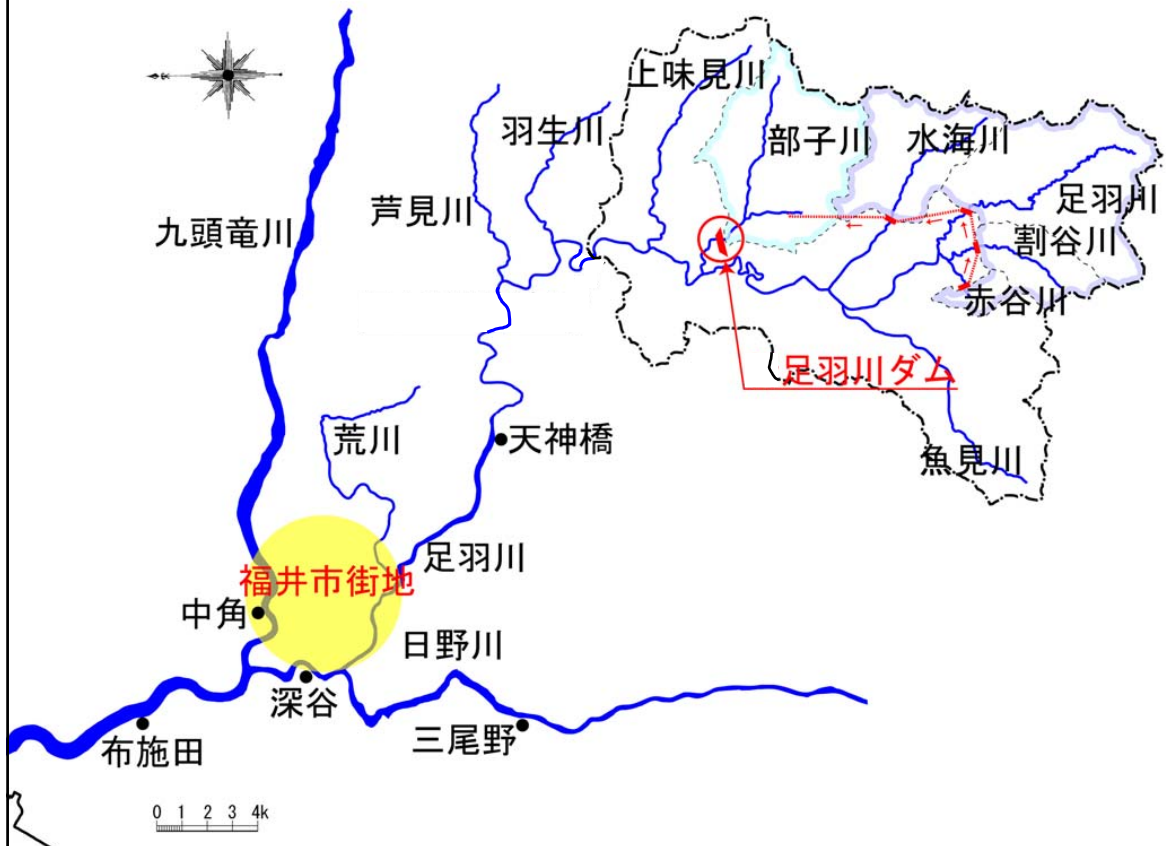 上味見川
羽生川
部子川
水海川
芦見川
足羽川
九頭竜川
割谷川
赤谷川
足羽川ダム
荒川
天神橋
魚見川
足羽川
福井市街地
中角
日野川
深谷
三尾野
布施田
0 1 2 3 4k